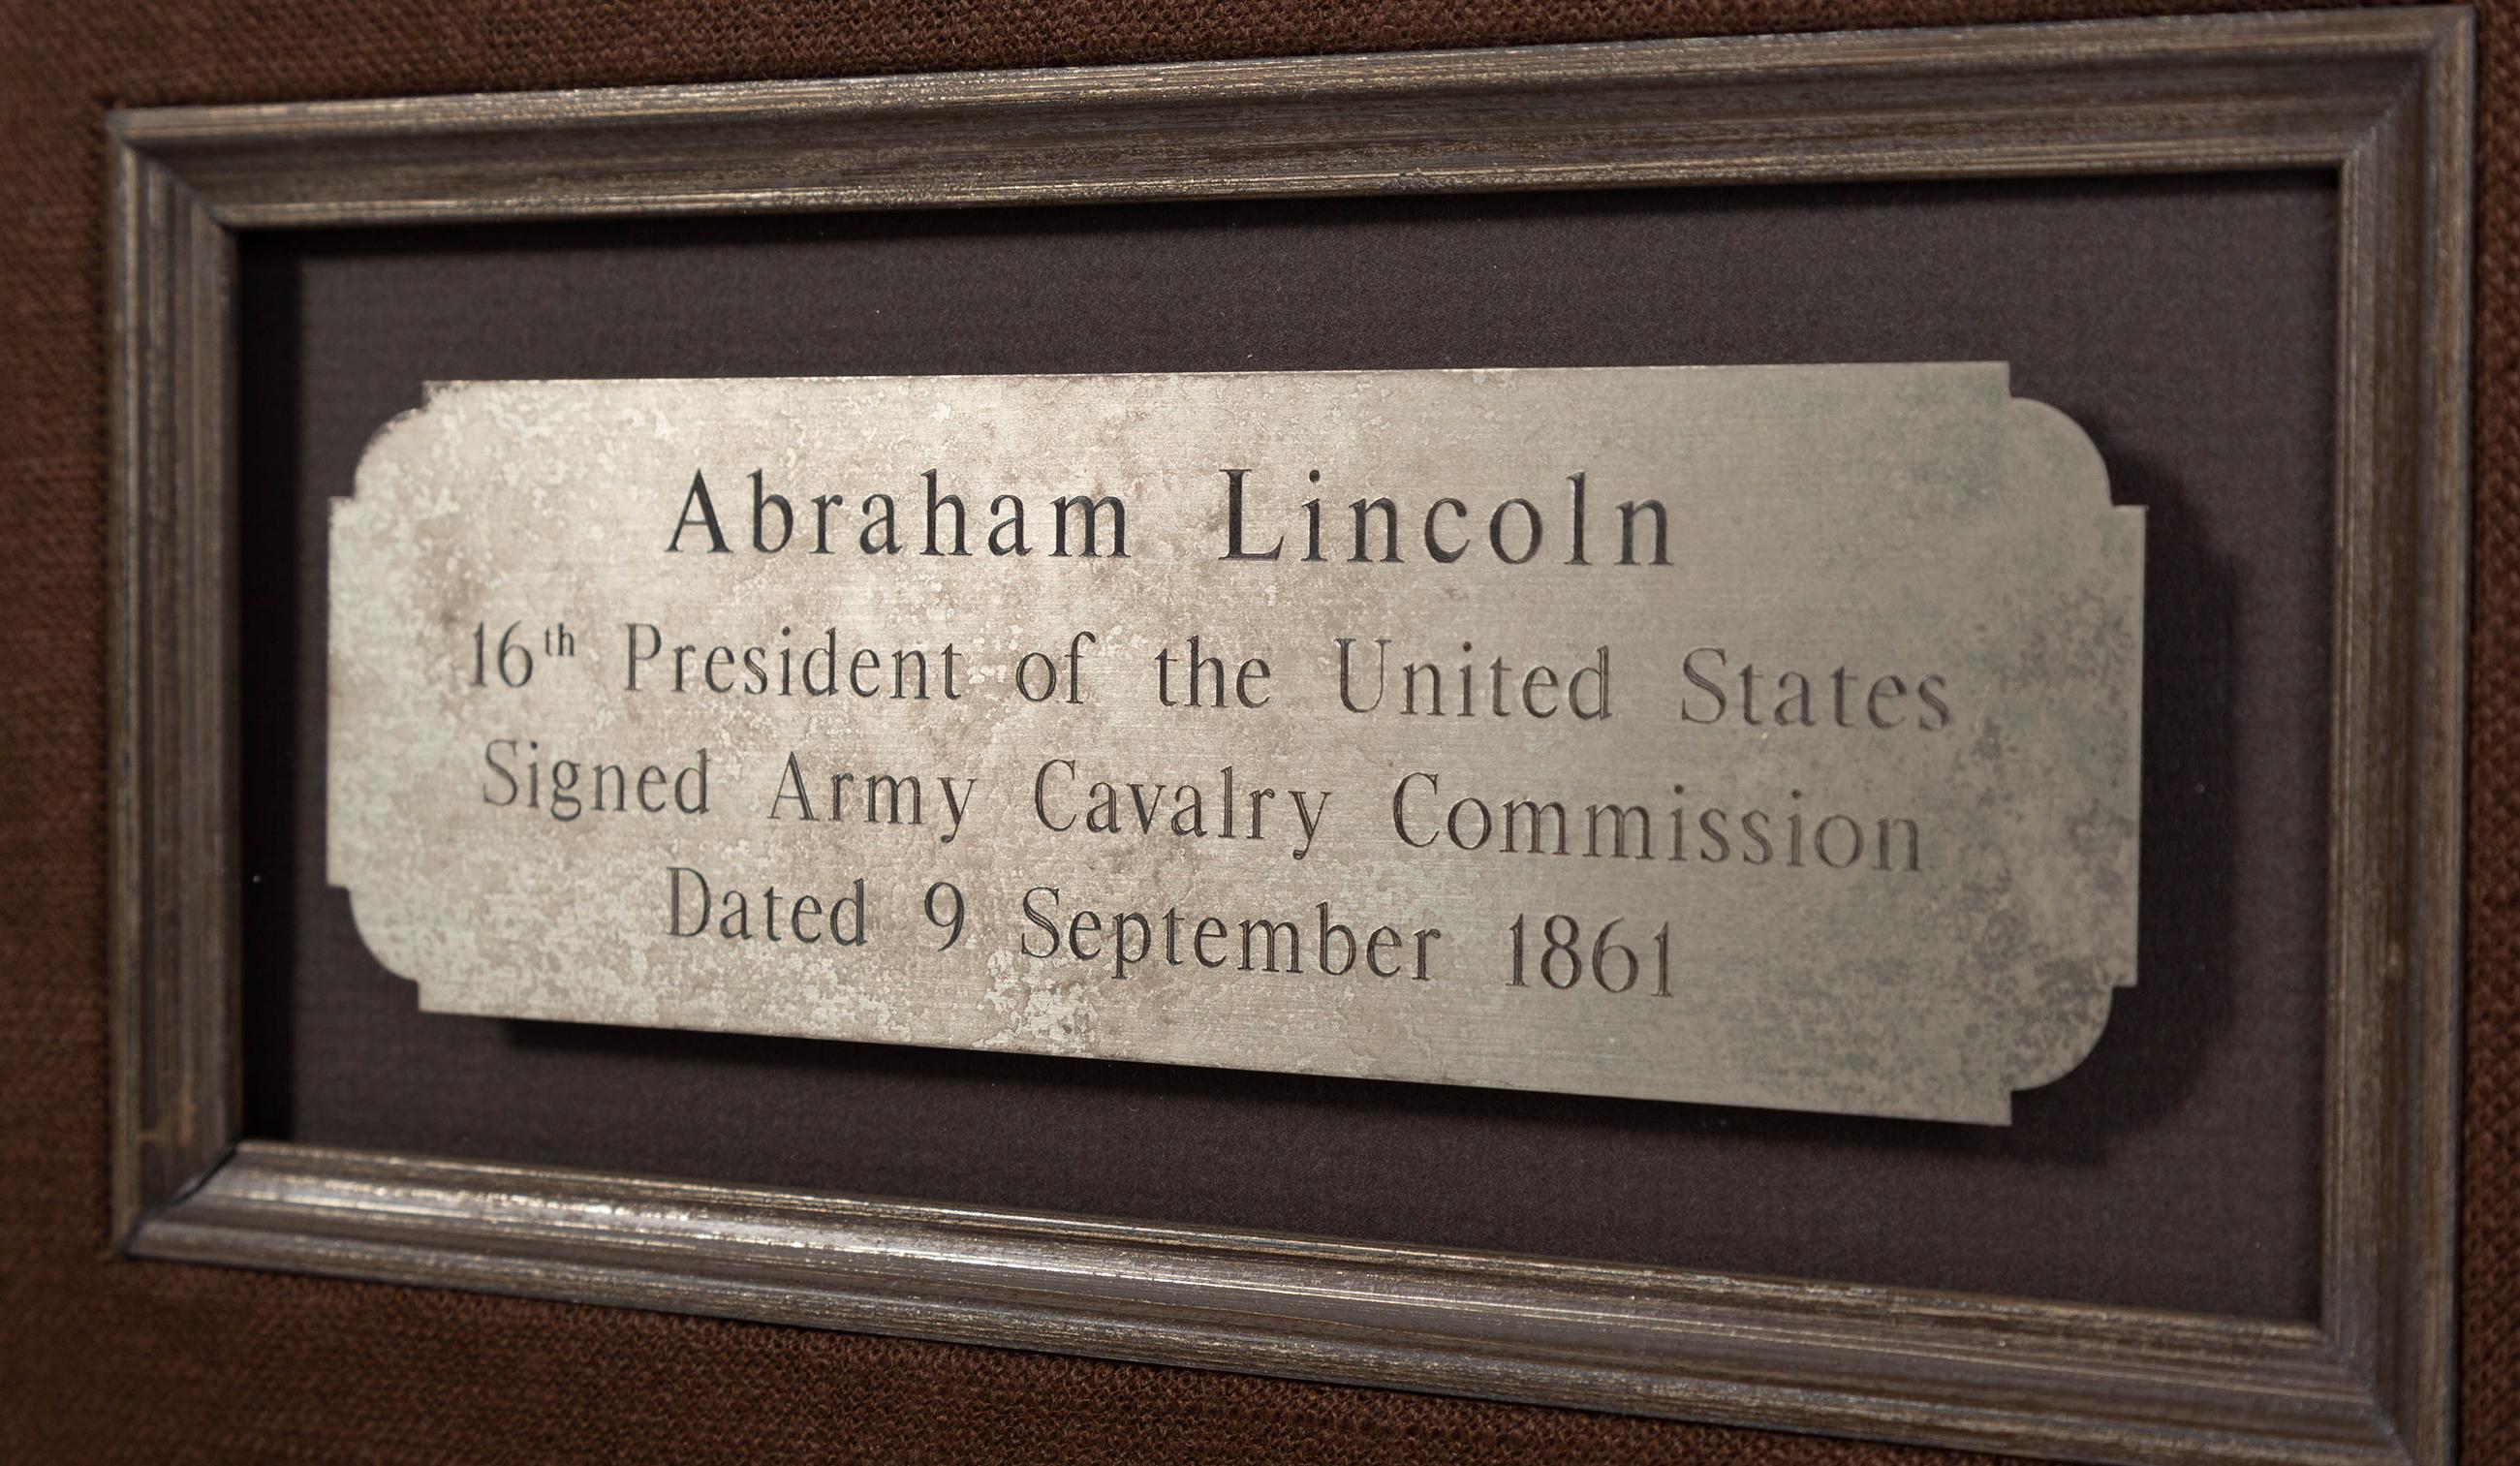 Abraham Lincoln
16th President of the United States
Signed Army Cavalry Commission
Dated 9 September 1861